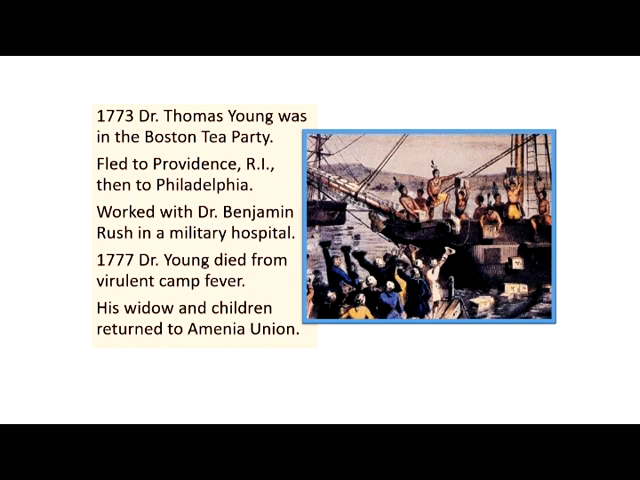 1773 Dr. Thomas Young was
in the Boston Tea Party.
Fled to Providence, R.I.,
then to Philadelphia.
Worked with Dr. Benjamin
Rush in a military hospital.
1777 Dr. Young died from
virulent camp fever.
His widow and children
returned to Amenia Union.